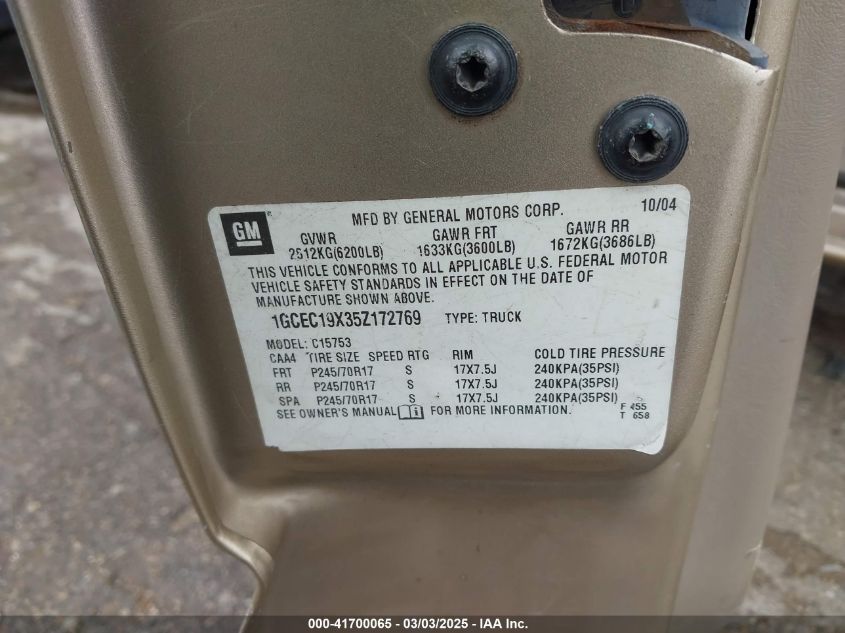 GM
MFD BY GENERAL MOTORS CORP. 10/04
GVWR GAWR FRT GAWR RR
2812KG(6200LB) 1633KG(3600LB) 1672KG(3686LB)
THIS VEHICLE CONFORMS TO ALL APPLICABLE U.S. FEDERAL MOTOR
VEHICLE SAFETY STANDARDS IN EFFECT ON THE DATE OF
MANUFACTURE SHOWN ABOVE.
1GCEC19X35Z172769 TYPE: TRUCK
MODEL: C15753
CAA4 TIRE SIZE SPEED RTG RIM COLD TIRE PRESSURE
FRT P245/70R17 S 17X7.5J 240KPA(35PSI)
RR P245/70R17 S 17X7.5J 240KPA(35PSI)
SPA P245/70R17 S 17X7.5J 240KPA(35PSI)
SEE OWNER'S MANUAL i FOR MORE INFORMATION.
F 455
T 658
000-41700065 - 03/03/2025 - IAA Inc.